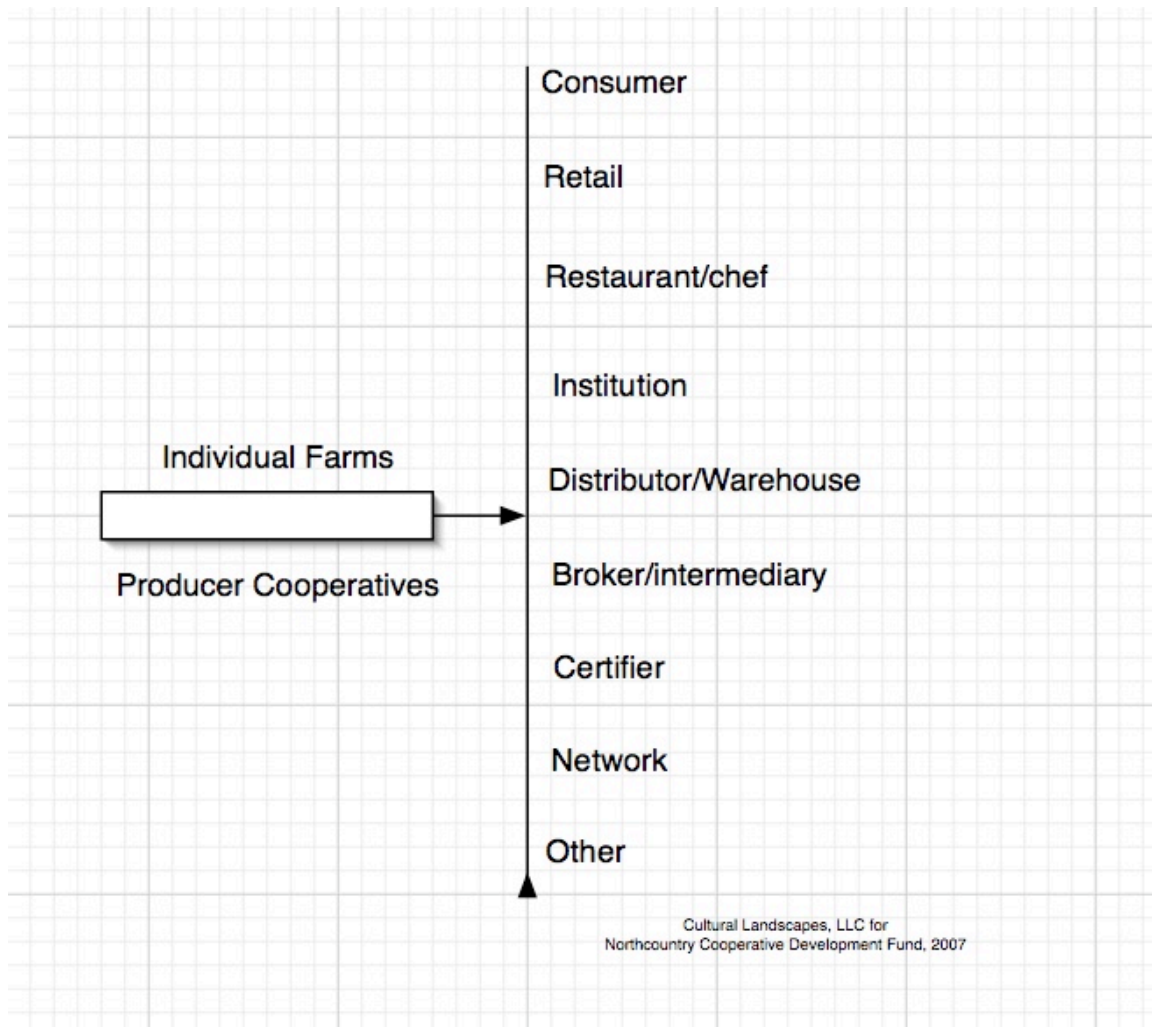 Consumer
Retail
Restaurant/chef
Institution
Individual Farms
Distributor/Warehouse
Producer Cooperatives
Broker/intermediary
Certifier
Network
Other
Cultural Landscapes, LLC for
Northcountry Cooperative Development Fund, 2007